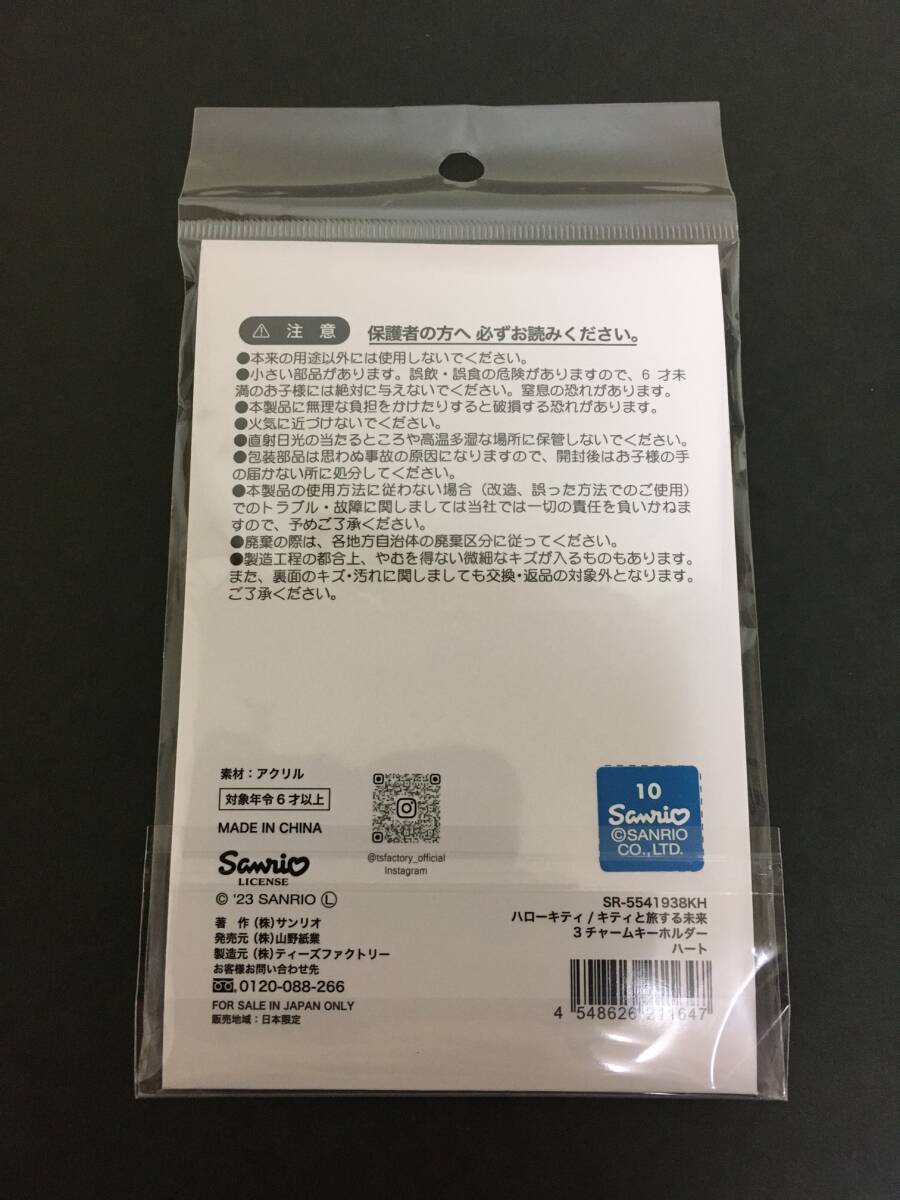 ⚠ 注意 保護者の方へ 必ずお読みください。
●本来の用途以外には使用しないでください。
●小さい部品があります。誤飲・誤食の危険がありますので、6 才未
満のお子様には絶対に与えないでください。窒息の恐れがあります。
●本製品に無理な負担をかけたりすると破損する恐れがあります。
●火気に近づけないでください。
●直射日光の当たるところや高温多湿な場所に保管しないでください。
●包装部品は思わぬ事故の原因になりますので、開封後はお子様の手
の届かない所に処分してください。
●本製品の使用方法に従わない場合（改造、誤った方法でのご使用）
でのトラブル・故障に関しましては当社では一切の責任を負いかねま
すので、予めご了承ください。
●廃棄の際は、各地方自治体の廃棄区分に従ってください。
●製造工程の都合上、やむを得ない微細なキズが入るものもあります。
また、裏面のキズ・汚れに関しましても交換・返品の対象外となります。
ご了承ください。
素材：アクリル
対象年令6才以上
MADE IN CHINA
Sanrio
LICENSE
© '23 SANRIO Ⓛ
著　作（株）サンリオ
発売元（株）山野紙業
製造元（株）ティーズファクトリー
お客様お問い合わせ先
0120-088-266
FOR SALE IN JAPAN ONLY
販売地域：日本限定
@tsfactory_official
Instagram
10
Sanrio
©SANRIO
CO.,LTD.
SR-5541938KH
ハローキティ / キティと旅する未来
3 チャームキーホルダー
ハート
4 548626 211647